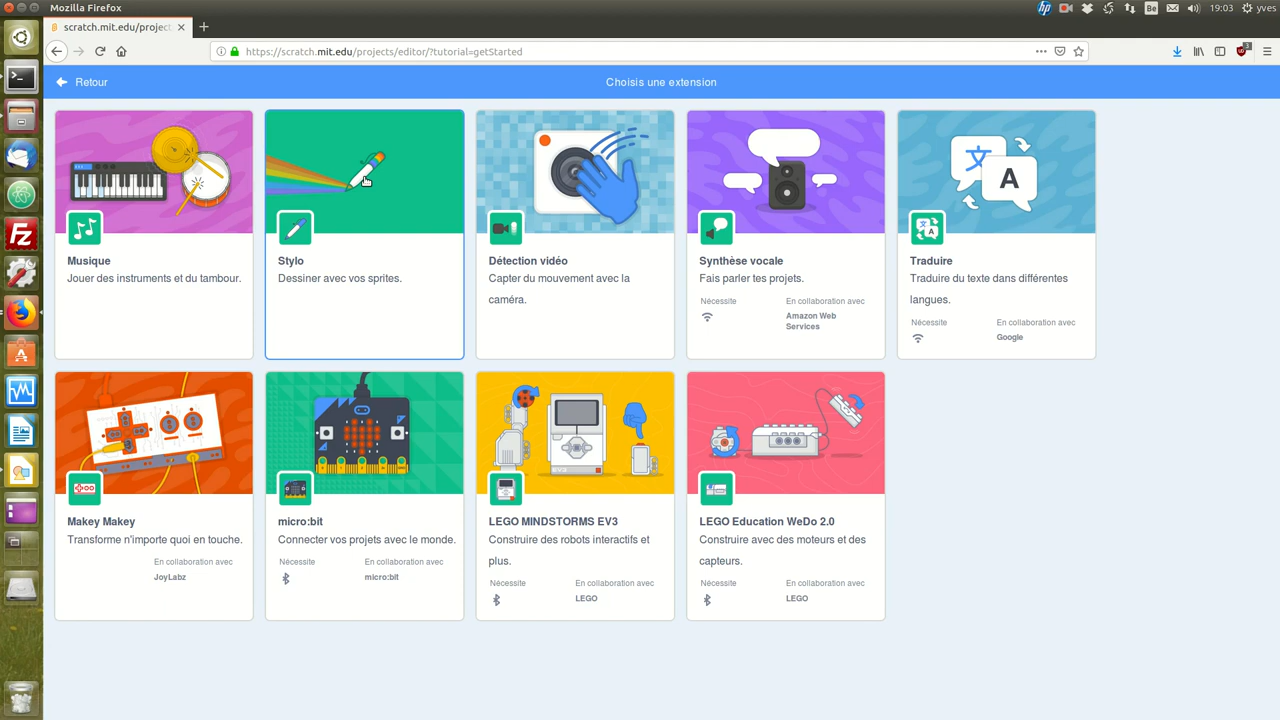 Mozilla Firefox
Be
19:03
yves
scratch.mit.edu/project
https://scratch.mit.edu/projects/editor/?tutorial=getStarted
3
Retour
Choisis une extension
文
A
Musique
Jouer des instruments et du tambour.
Stylo
Dessiner avec vos sprites.
Détection vidéo
Capter du mouvement avec la
caméra.
Synthèse vocale
Fais parler tes projets.
Nécessite
En collaboration avec
Amazon Web
Services
Traduire
Traduire du texte dans différentes
langues.
Nécessite
En collaboration avec
Google
Makey Makey
Transforme n'importe quoi en touche.
En collaboration avec
JoyLabz
micro:bit
Connecter vos projets avec le monde.
Nécessite
En collaboration avec
micro:bit
EV3
LEGO MINDSTORMS EV3
Construire des robots interactifs et
plus.
Nécessite
En collaboration avec
LEGO
LEGO Education WeDo 2.0
Construire avec des moteurs et des
capteurs.
Nécessite
En collaboration avec
LEGO